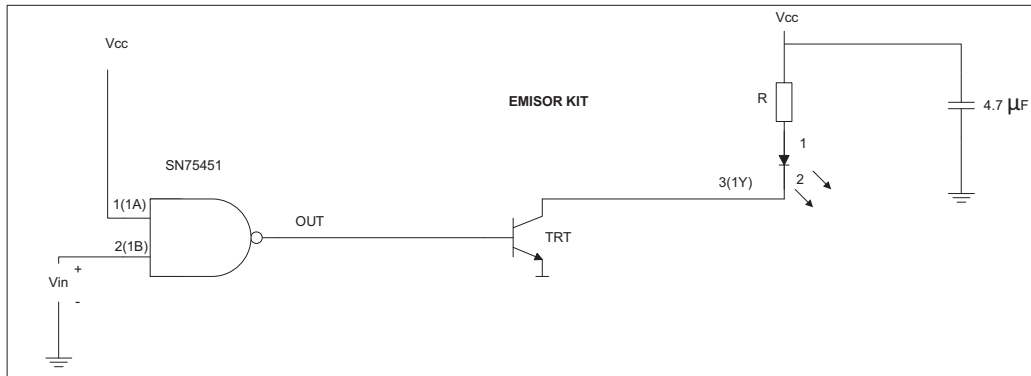 Vcc
Vcc
EMISOR KIT
R
4.7 µF
1
SN75451
2
3(1Y)
1(1A)
OUT
TRT
2(1B)
+
Vin
-